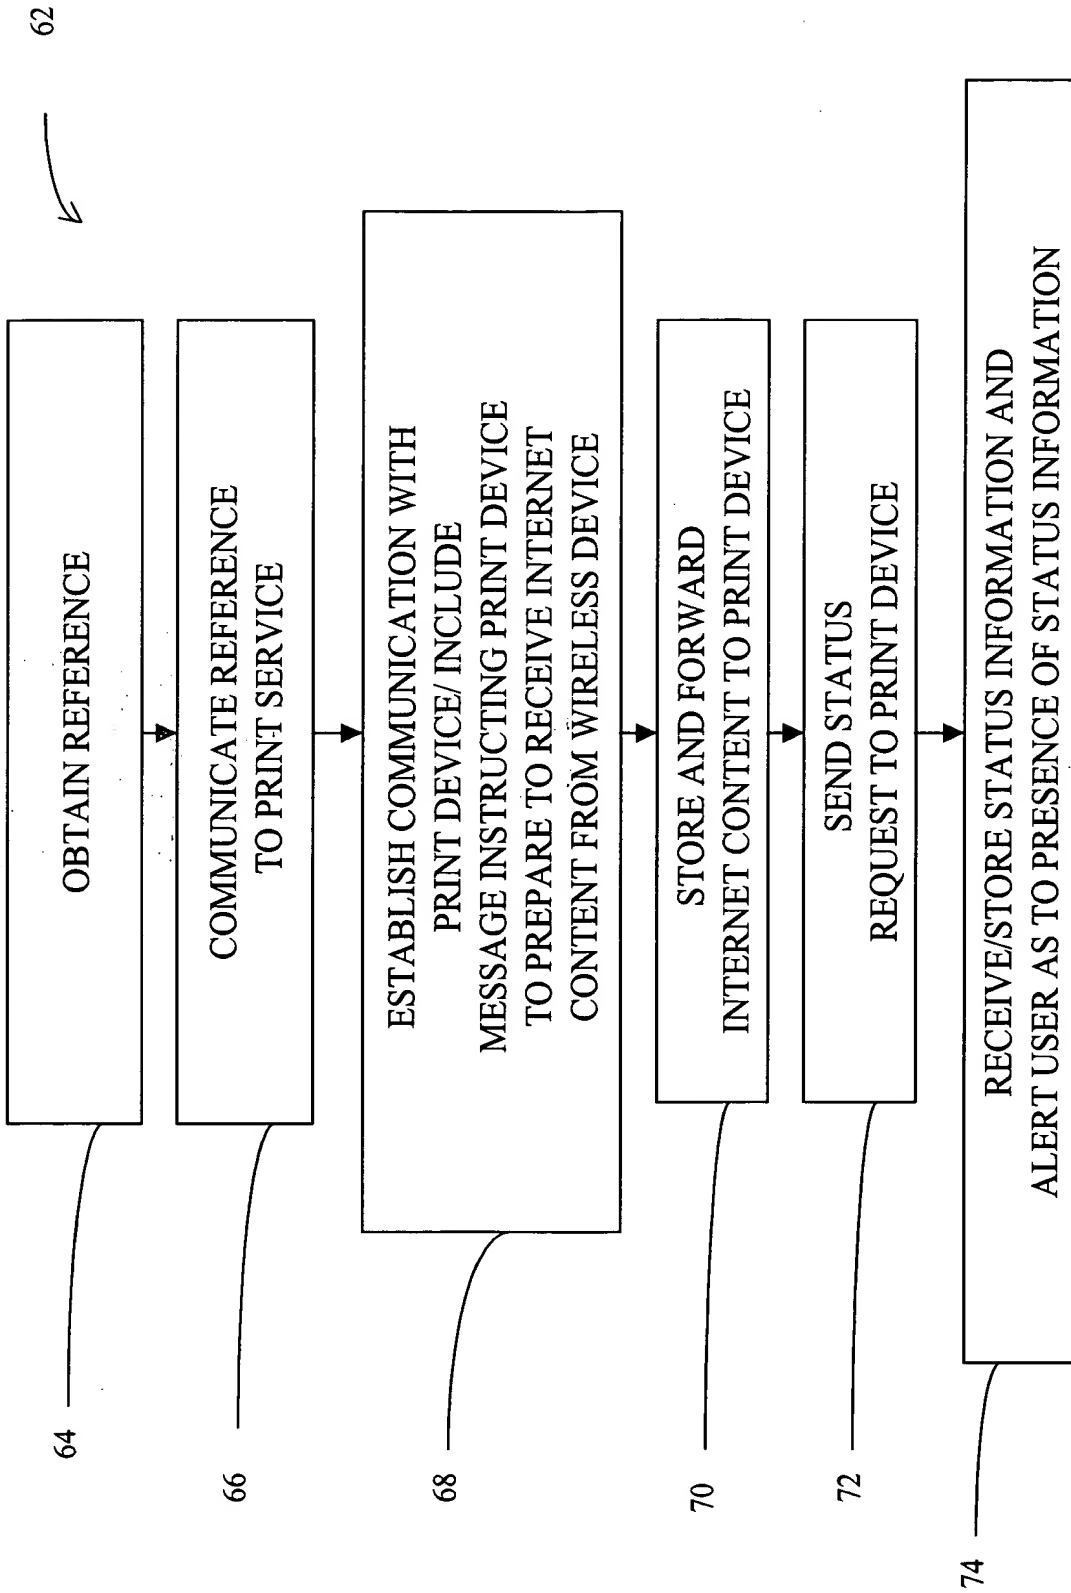 62
64
OBTAIN REFERENCE
66
COMMUNICATE REFERENCE
TO PRINT SERVICE
68
ESTABLISH COMMUNICATION WITH
PRINT DEVICE/ INCLUDE
MESSAGE INSTRUCTING PRINT DEVICE
TO PREPARE TO RECEIVE INTERNET
CONTENT FROM WIRELESS DEVICE
70
STORE AND FORWARD
INTERNET CONTENT TO PRINT DEVICE
72
SEND STATUS
REQUEST TO PRINT DEVICE
74
RECEIVE/STORE STATUS INFORMATION AND
ALERT USER AS TO PRESENCE OF STATUS INFORMATION